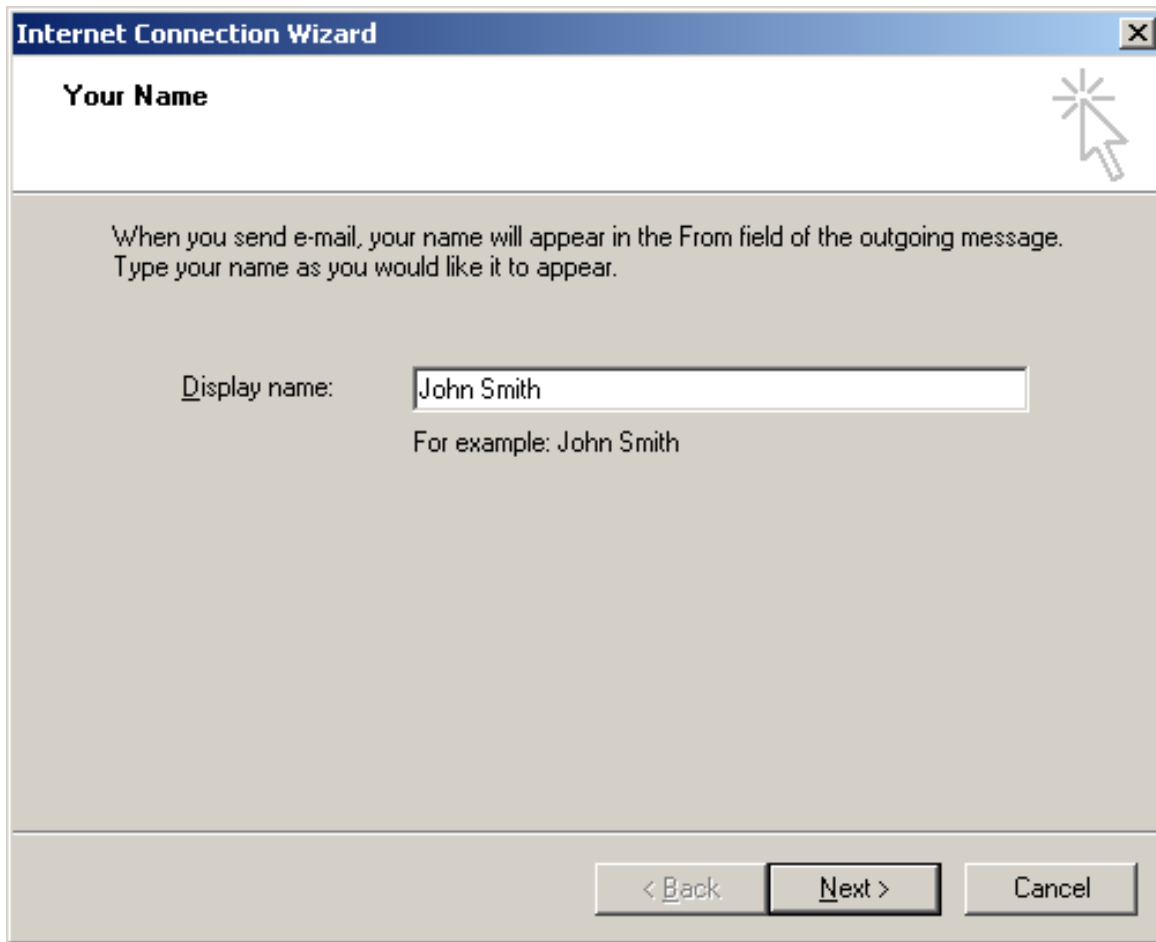 Internet Connection Wizard
Your Name
When you send e-mail, your name will appear in the From field of the outgoing message.
Type your name as you would like it to appear.
Display name: John Smith
For example: John Smith
< Back Next > Cancel